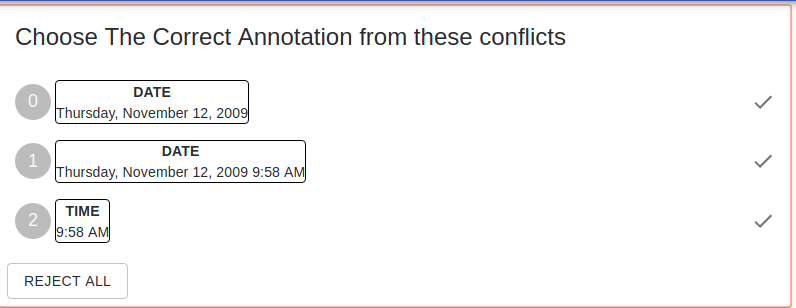 Choose The Correct Annotation from these conflicts
0
DATE
Thursday, November 12, 2009
1
DATE
Thursday, November 12, 2009 9:58 AM
2
TIME
9:58 AM
REJECT ALL